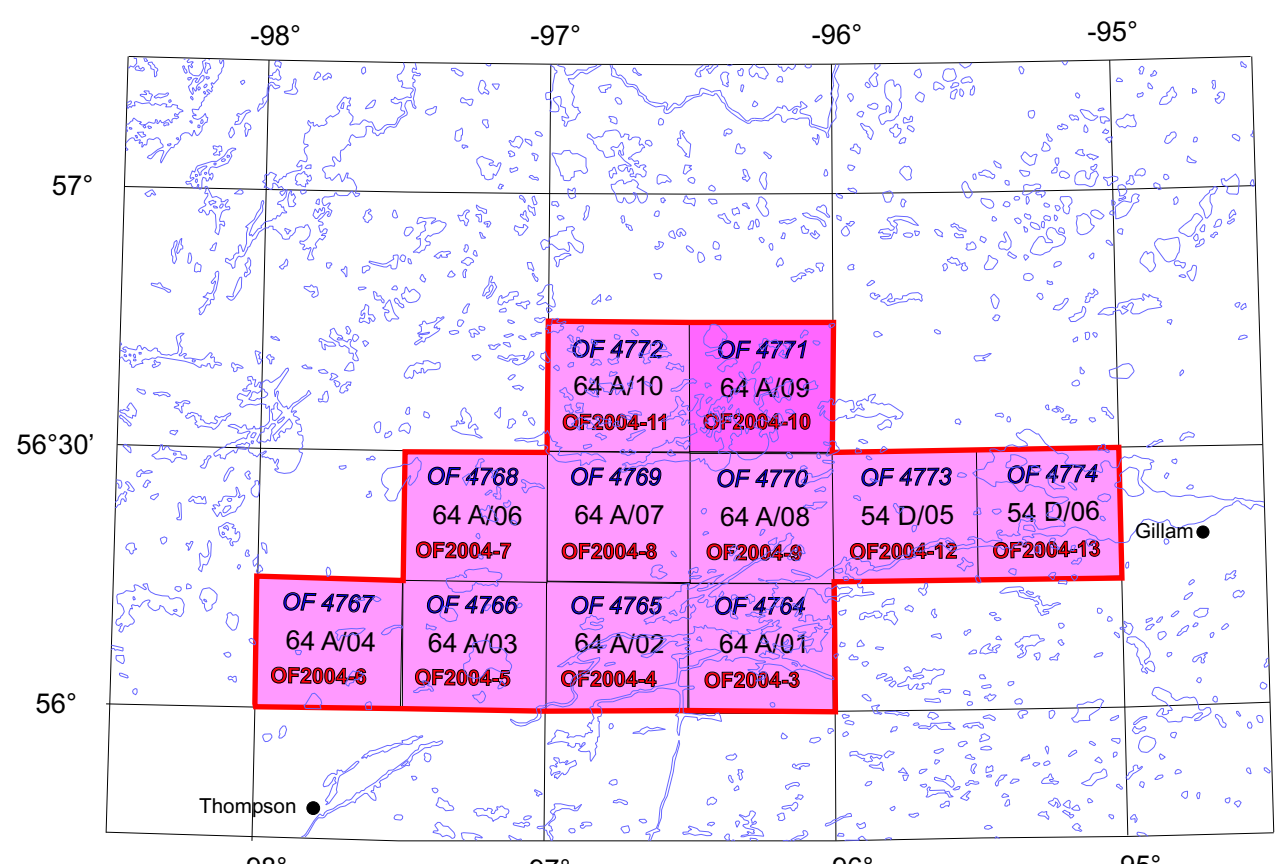 -98°
-97°
-96°
-95°
57°
OF 4772
64 A/10
OF2004-11
OF 4771
64 A/09
OF2004-10
56°30’
OF 4768
64 A/06
OF2004-7
OF 4769
64 A/07
OF2004-8
OF 4770
64 A/08
OF2004-9
OF 4773
54 D/05
OF2004-12
OF 4774
54 D/06
OF2004-13
Gillam
OF 4767
64 A/04
OF2004-6
OF 4766
64 A/03
OF2004-5
OF 4765
64 A/02
OF2004-4
OF 4764
64 A/01
OF2004-3
56°
Thompson
-98°
-97°
-96°
-95°